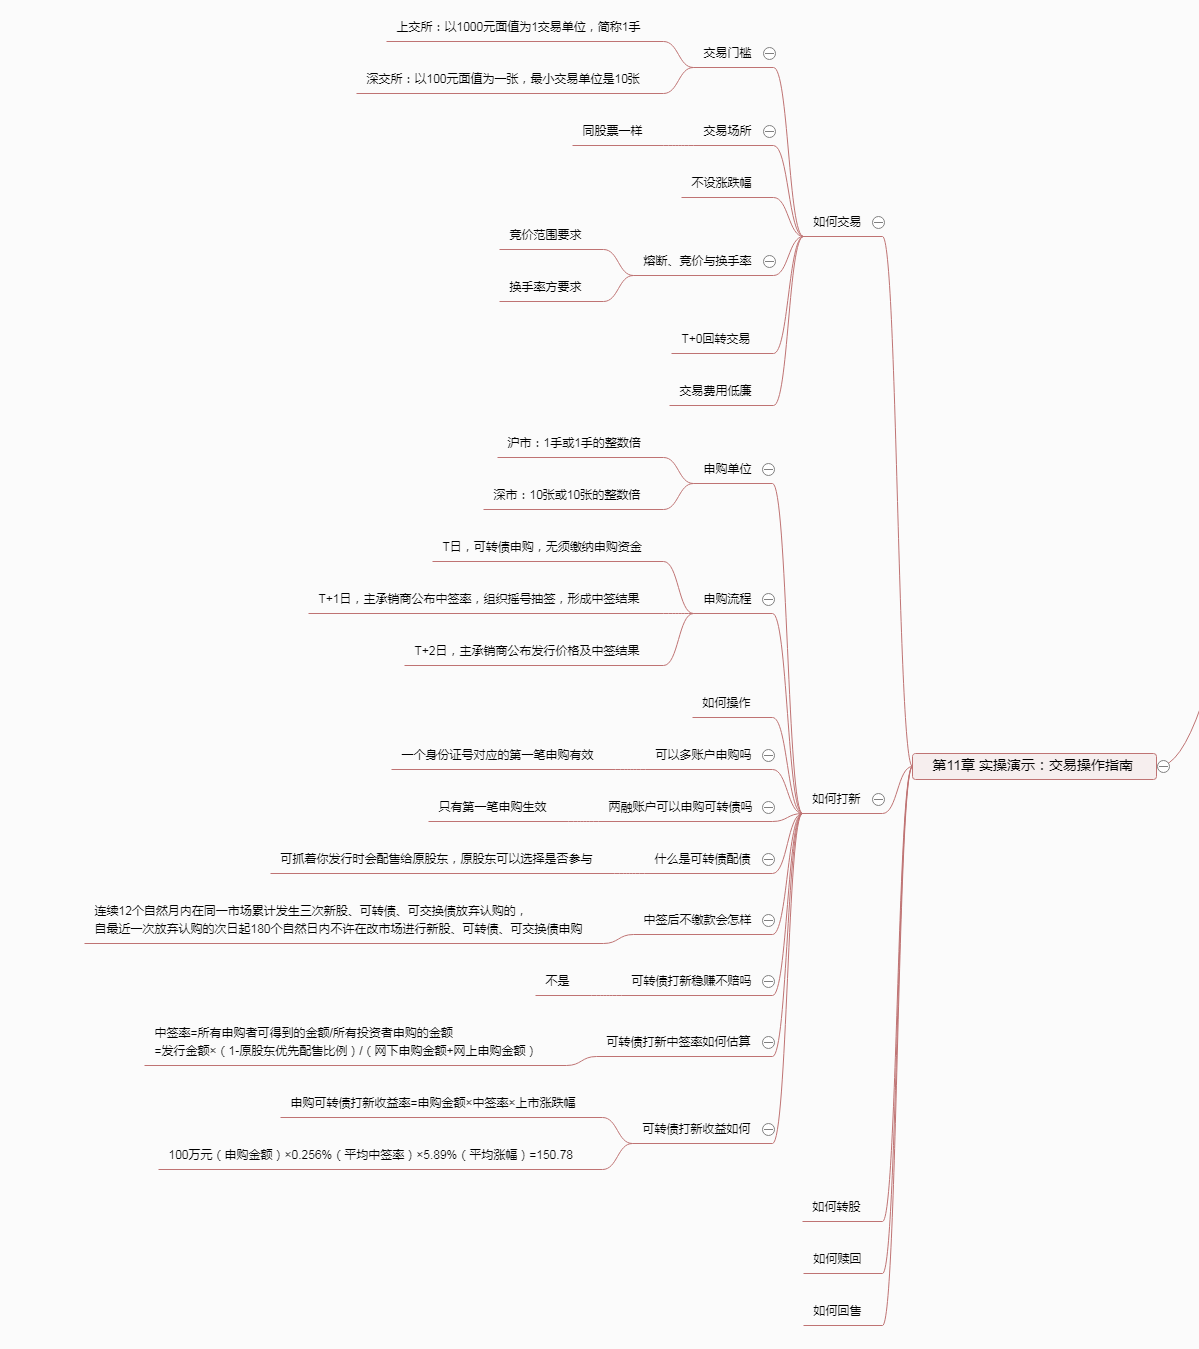 第11章 实操演示：交易操作指南
如何交易
交易门槛
上交所：以1000元面值为1交易单位，简称1手
深交所：以100元面值为一张，最小交易单位是10张
交易场所
同股票一样
不设涨跌幅
熔断、竞价与换手率
竞价范围要求
换手率方要求
T+0回转交易
交易费用低廉
如何打新
申购单位
沪市：1手或1手的整数倍
深市：10张或10张的整数倍
申购流程
T日，可转债申购，无须缴纳申购资金
T+1日，主承销商公布中签率，组织摇号抽签，形成中签结果
T+2日，主承销商公布发行价格及中签结果
如何操作
可以多账户申购吗
一个身份证号对应的第一笔申购有效
两融账户可以申购可转债吗
只有第一笔申购生效
什么是可转债配债
可抓着你发行时会配售给原股东，原股东可以选择是否参与
中签后不缴款会怎样
连续12个自然月内在同一市场累计发生三次新股、可转债、可交换债放弃认购的，
自最近一次放弃认购的次日起180个自然日内不许在改市场进行新股、可转债、可交换债申购
可转债打新稳赚不赔吗
不是
可转债打新中签率如何估算
中签率=所有申购者可得到的金额/所有投资者申购的金额
=发行金额×（1-原股东优先配售比例）/（网下申购金额+网上申购金额）
可转债打新收益如何
申购可转债打新收益率=申购金额×中签率×上市涨跌幅
100万元（申购金额）×0.256%（平均中签率）×5.89%（平均涨幅）=150.78
如何转股
如何赎回
如何回售